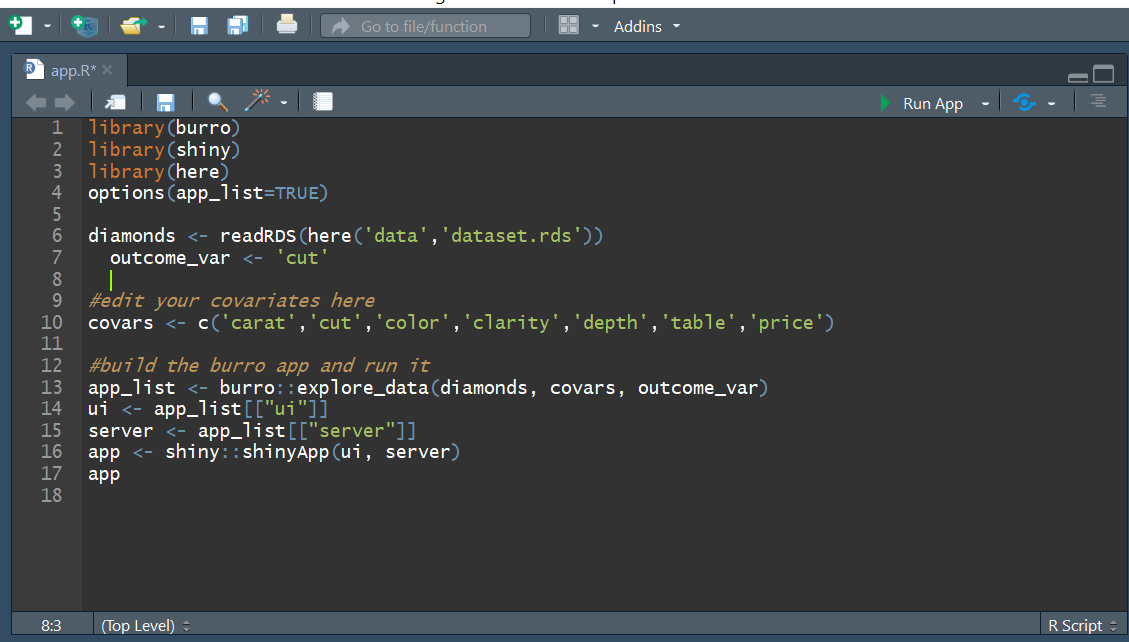 Go to file/function
Addins
app.R*
Run App
1 library(burro)
2 library(shiny)
3 library(here)
4 options(app_list=TRUE)
5
6 diamonds <- readRDS(here('data','dataset.rds'))
7   outcome_var <- 'cut'
8
9 #edit your covariates here
10 covars <- c('carat','cut','color','clarity','depth','table','price')
11
12 #build the burro app and run it
13 app_list <- burro::explore_data(diamonds, covars, outcome_var)
14 ui <- app_list[["ui"]]
15 server <- app_list[["server"]]
16 app <- shiny::shinyApp(ui, server)
17 app
18
8:3 (Top Level) R Script